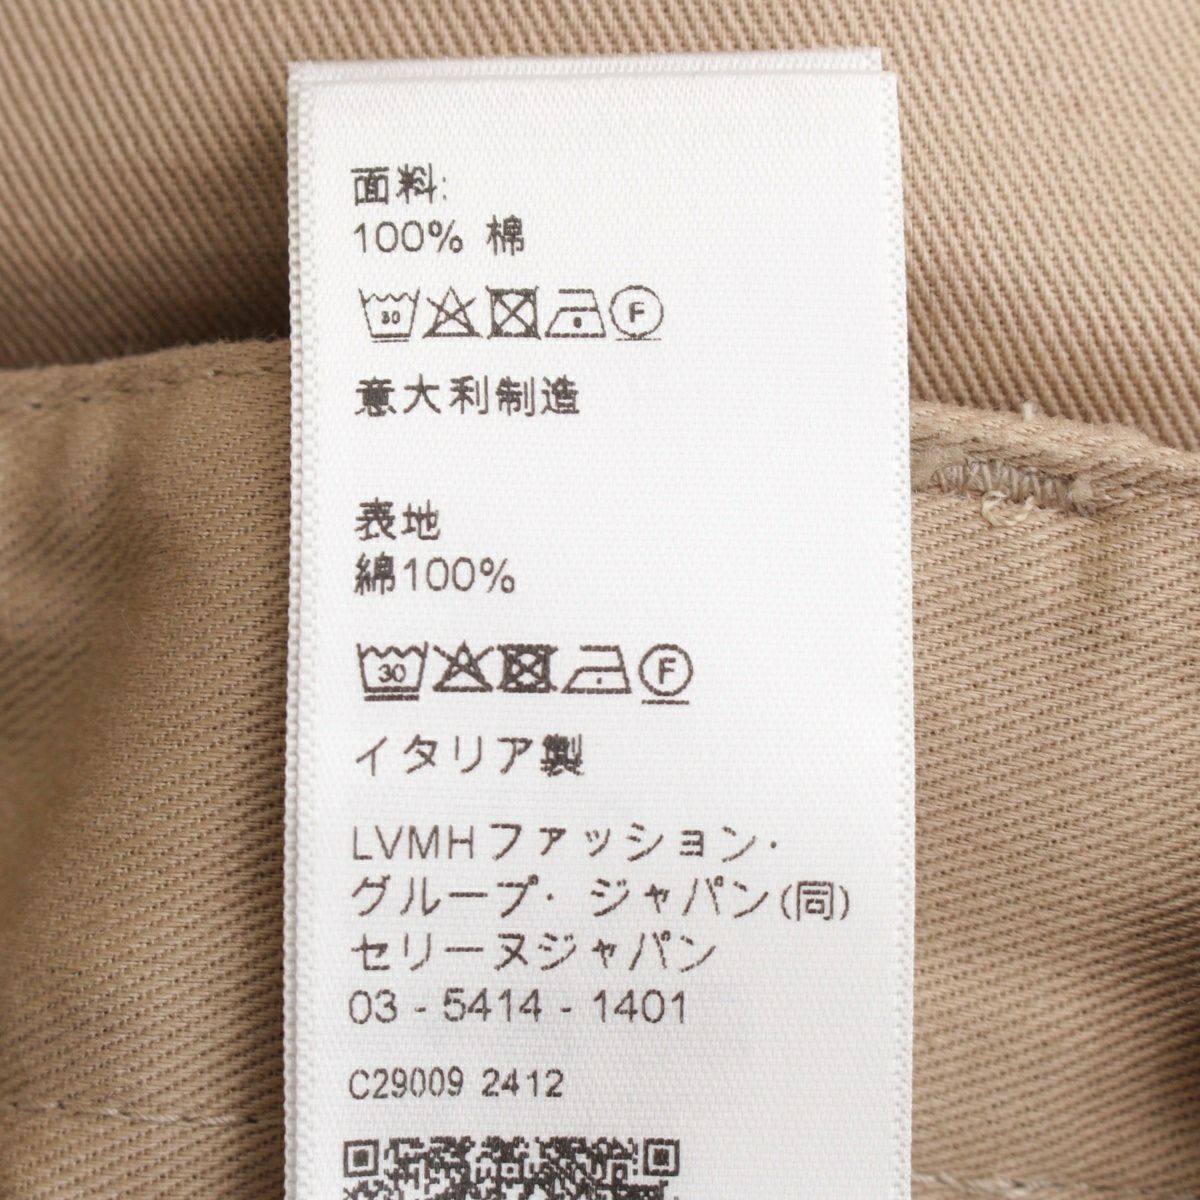 面料:
100% 棉
30 F
意大利制造
表地
綿100%
30 F
イタリア製
LVMHファッション・
グループ・ジャパン(同)
セリーヌジャパン
03 - 5414 - 1401
C29009 2412